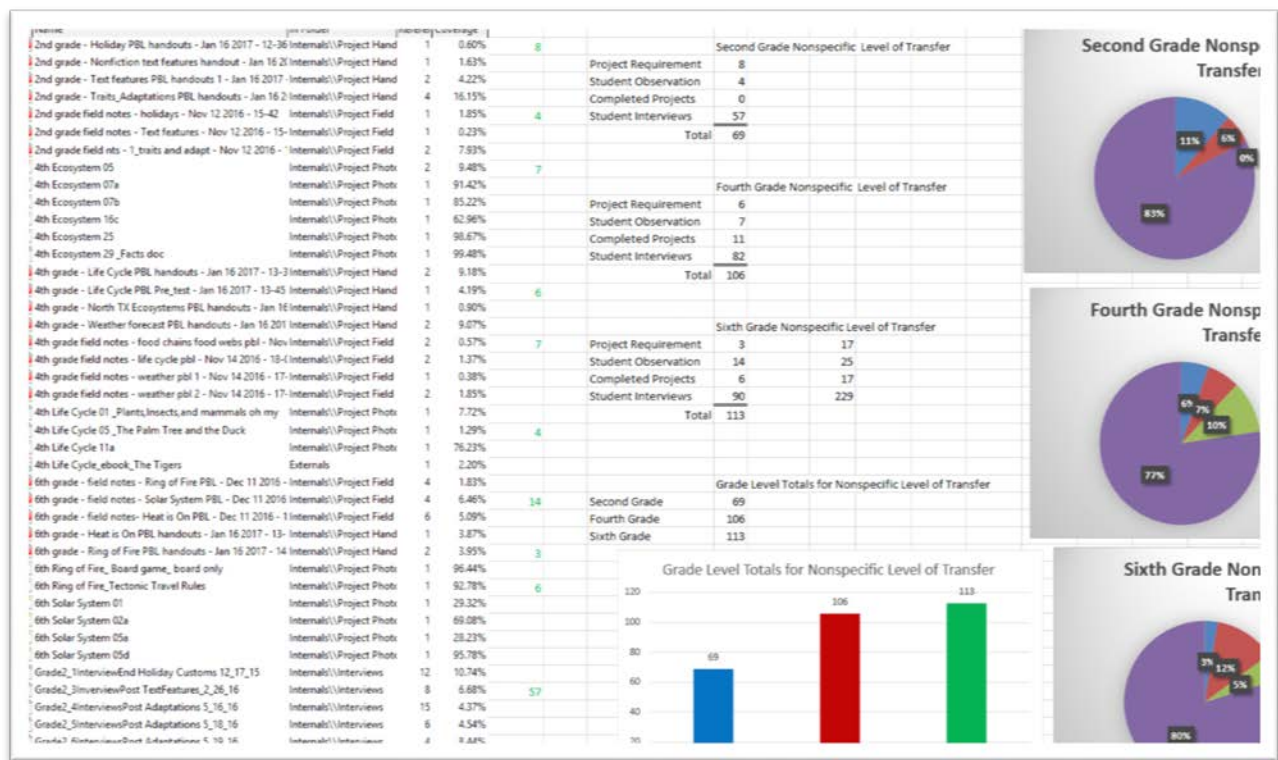 Name In Folder Referen Coverage
2nd grade - Holiday PBL handouts - Jan 16 2017 - 12-36 Internals\\Project Hand 1 0.60% 8 Second Grade Nonspecific Level of Transfer
2nd grade - Nonfiction text features handout - Jan 16 20 Internals\\Project Hand 1 1.63% Project Requirement 8
2nd grade - Text features PBL handouts 1 - Jan 16 2017 - Internals\\Project Hand 2 4.22% Student Observation 4
2nd grade - Traits_Adaptations PBL handouts - Jan 16 2 Internals\\Project Hand 4 16.15% Completed Projects 0
2nd grade field notes - holidays - Nov 12 2016 - 15-42 Internals\\Project Field 1 1.85% 4 Student Interviews 57
2nd grade field notes - Text features - Nov 12 2016 - 15- Internals\\Project Field 1 0.23% Total 69
2nd grade field nts - 1_traits and adapt - Nov 12 2016 - Internals\\Project Field 2 7.93%
4th Ecosystem 05 Internals\\Project Photo 2 9.48% 7
4th Ecosystem 07a Internals\\Project Photo 1 91.42% Fourth Grade Nonspecific Level of Transfer
4th Ecosystem 07b Internals\\Project Photo 1 85.22% Project Requirement 6
4th Ecosystem 16c Internals\\Project Photo 1 62.96% Student Observation 7
4th Ecosystem 25 Internals\\Project Photo 1 98.67% Completed Projects 11
4th Ecosystem 29 _Facts doc Internals\\Project Photo 1 99.48% Student Interviews 82
4th grade - Life Cycle PBL handouts - Jan 16 2017 - 13-3 Internals\\Project Hand 2 9.18% Total 106
4th grade - Life Cycle PBL Pre_test - Jan 16 2017 - 13-45 Internals\\Project Hand 1 4.19% 6
4th grade - North TX Ecosystems PBL handouts - Jan 16 Internals\\Project Hand 1 0.90%
4th grade - Weather forecast PBL handouts - Jan 16 201 Internals\\Project Hand 2 9.07% Sixth Grade Nonspecific Level of Transfer
4th grade field notes - food chains food webs pbl - Nov Internals\\Project Field 2 0.57% 7 Project Requirement 3 17
4th grade field notes - life cycle pbl - Nov 14 2016 - 18-( Internals\\Project Field 2 1.37% Student Observation 14 25
4th grade field notes - weather pbl 1 - Nov 14 2016 - 17- Internals\\Project Field 1 0.38% Completed Projects 6 17
4th grade field notes - weather pbl 2 - Nov 14 2016 - 17- Internals\\Project Field 2 1.85% Student Interviews 90 229
4th Life Cycle 01 _Plants,Insects,and mammals oh my Internals\\Project Photo 1 7.72% Total 113
4th Life Cycle 05 _The Palm Tree and the Duck Internals\\Project Photo 1 1.29% 4
4th Life Cycle 11a Internals\\Project Photo 1 76.23%
4th Life Cycle_ebook_The Tigers Externals 1 2.20%
6th grade - field notes - Ring of Fire PBL - Dec 11 2016 - Internals\\Project Field 4 1.83% Grade Level Totals for Nonspecific Level of Transfer
6th grade - field notes - Solar System PBL - Dec 11 2016 Internals\\Project Field 4 6.46% 14 Second Grade 69
6th grade - field notes- Heat is On PBL - Dec 11 2016 - 1 Internals\\Project Field 6 5.09% Fourth Grade 106
6th grade - Heat is On PBL handouts - Jan 16 2017 - 13- Internals\\Project Hand 1 3.87% Sixth Grade 113
6th grade - Ring of Fire PBL handouts - Jan 16 2017 - 14 Internals\\Project Hand 2 3.95% 3
6th Ring of Fire_ Board game_ board only Internals\\Project Photo 1 96.44%
6th Ring of Fire_Tectonic Travel Rules Internals\\Project Photo 1 92.78% 6
6th Solar System 01 Internals\\Project Photo 1 29.32%
6th Solar System 02a Internals\\Project Photo 1 69.08%
6th Solar System 05a Internals\\Project Photo 1 28.23%
6th Solar System 05d Internals\\Project Photo 1 95.78%
Grade2_1InterviewEnd Holiday Customs 12_17_15 Internals\\Interviews 12 10.74%
Grade2_3InverviewPost TextFeatures_2_26_16 Internals\\Interviews 8 6.68% 57
Grade2_4InterviewsPost Adaptations 5_16_16 Internals\\Interviews 15 4.37%
Grade2_5InterviewsPost Adaptations 5_18_16 Internals\\Interviews 6 4.54%
Grade2_6InterviewsPost Adaptations 5_19_16 Internals\\Interviews 4 8.44%
Grade Level Totals for Nonspecific Level of Transfer
120
100
80
60
40
20
69
106
113
Second Grade Nonsp
Transfer
11%
6%
0%
83%
Fourth Grade Nonsp
Transfe
6%
7%
10%
77%
Sixth Grade Non
Tran
3%
12%
5%
80%